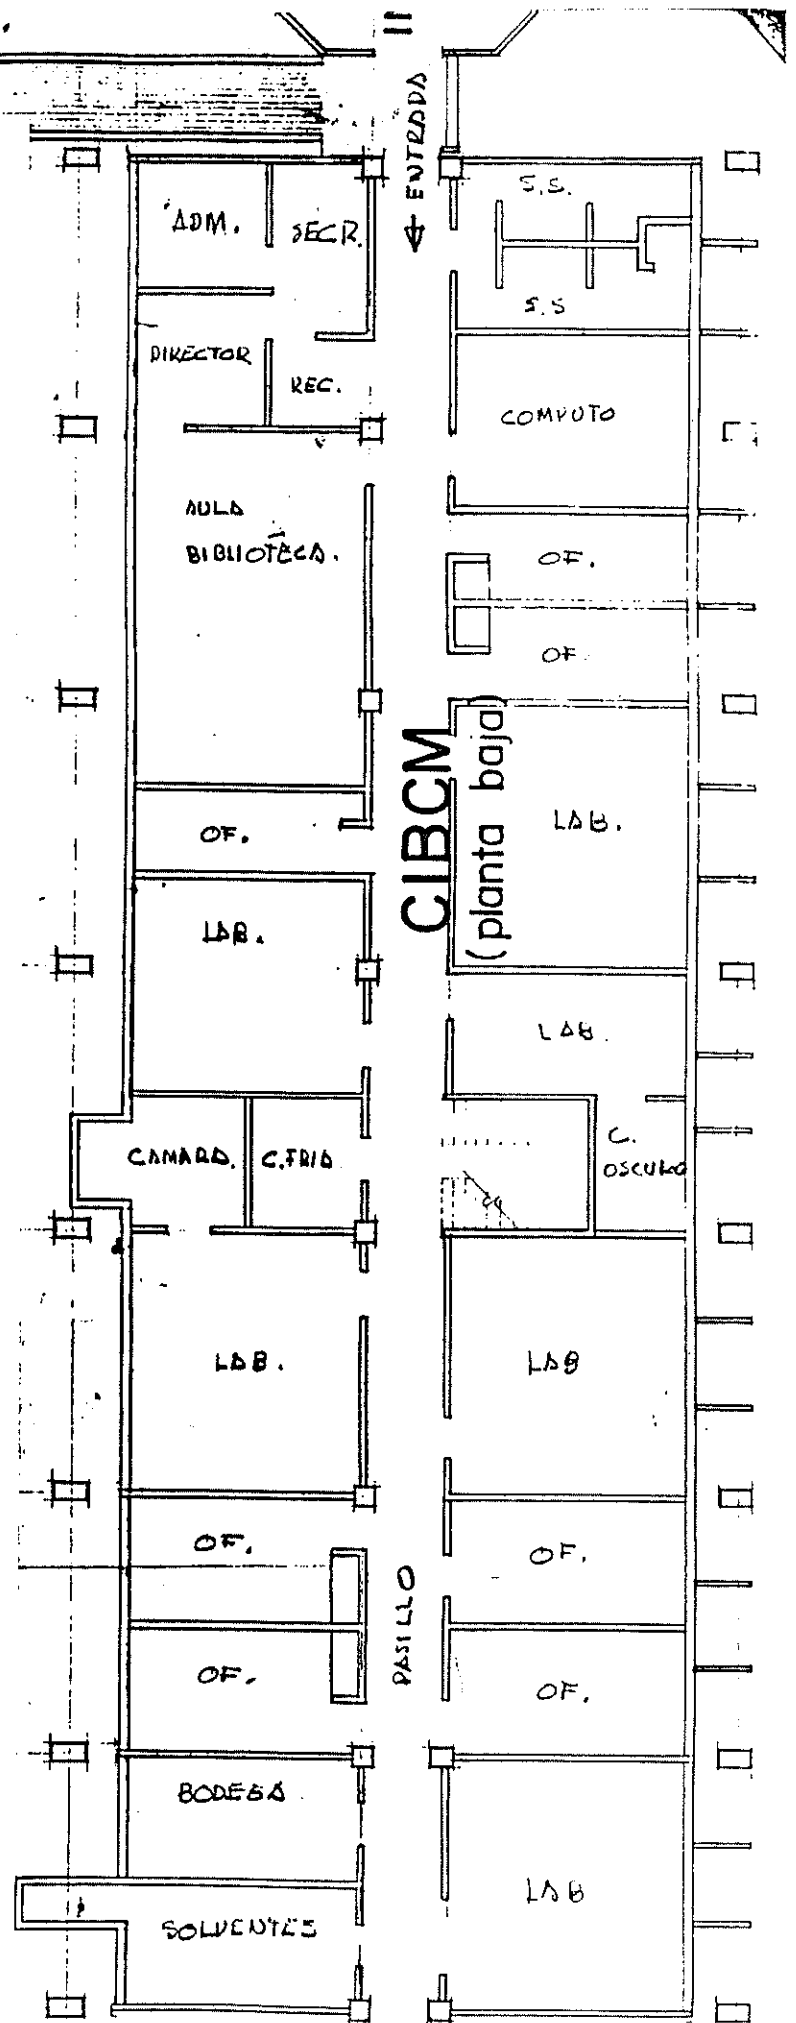 ENTRADA
ADM.
SECR.
S.S.
S.S
DIRECTOR
REC.
COMPUTO
AULA
BIBLIOTECA.
OF.
OF.
CIBCM
(planta baja)
OF.
LAB.
LAB.
LAB.
CAMARA.
C.FRIA
C.
OSCURO
LAB.
LAB
OF.
OF.
PASILLO
OF.
OF.
BODEGA
LAB
SOLVENTES